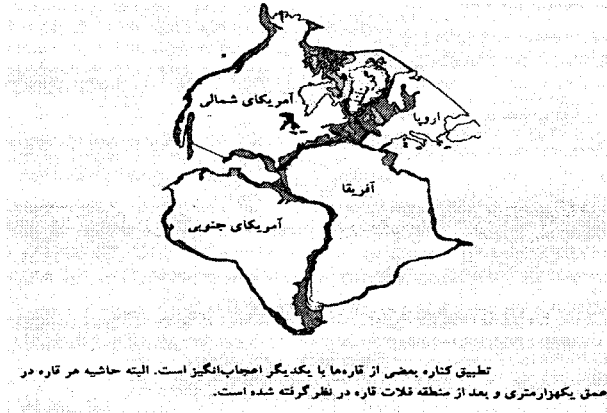 آمریکای شمالی
اروپا
آفریقا
آمریکای جنوبی
تطبیق کناره بعضی از قاره‌ها با یکدیگر اعجاب‌انگیز است. البته حاشیه هر قاره در
عمق یکهزارمتری و بعد از منطقه فلات قاره در نظر گرفته شده است.